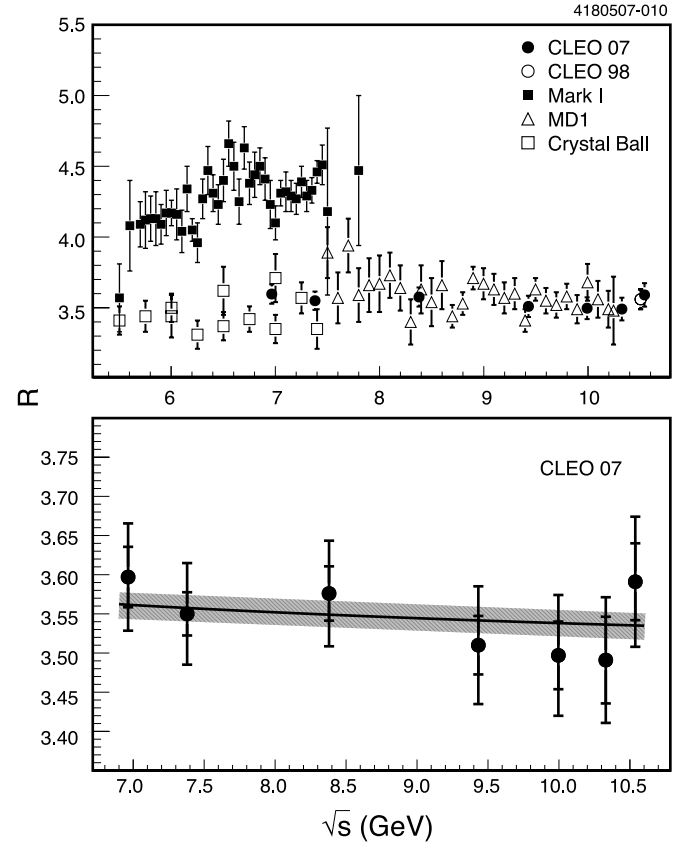 4180507-010
5.5
5.0
4.5
4.0
3.5
CLEO 07
CLEO 98
Mark I
MD1
Crystal Ball
6 7 8 9 10
R
3.75
3.70
3.65
3.60
3.55
3.50
3.45
3.40
CLEO 07
7.0 7.5 8.0 8.5 9.0 9.5 10.0 10.5
√s (GeV)